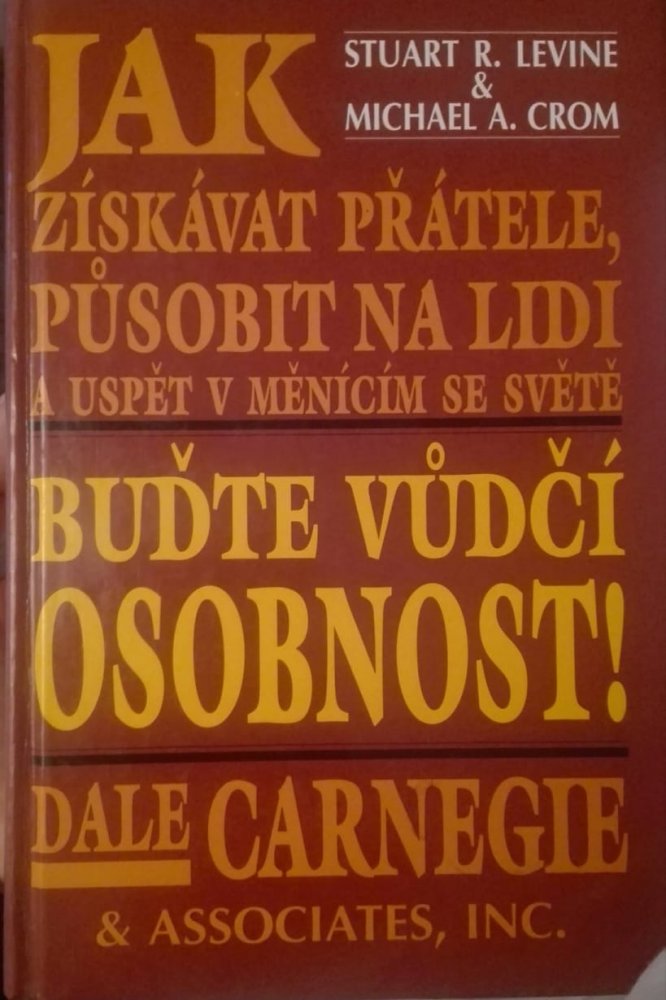 JAK
STUART R. LEVINE
&
MICHAEL A. CROM
ZÍSKÁVAT PŘÁTELE,
PŮSOBIT NA LIDI
A USPĚT V MĚNÍCÍM SE SVĚTĚ
BUĎTE VŮDČÍ
OSOBNOST!
DALE CARNEGIE
& ASSOCIATES, INC.